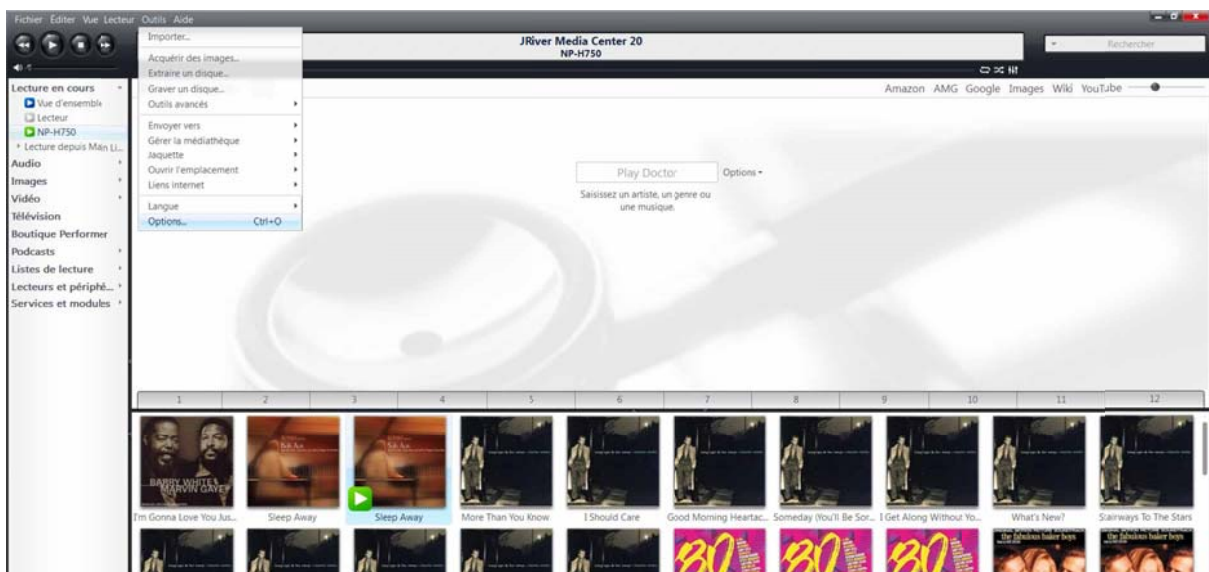 Fichier Éditer Vue Lecteur Outils Aide
JRiver Media Center 20
NP-H750
Rechercher
Importer...
Acquérir des images...
Extraire un disque...
Graver un disque...
Outils avancés
Envoyer vers
Gérer la médiathèque
Jaquette
Ouvrir l'emplacement
Liens internet
Langue
Options... Ctrl+O
Lecture en cours
Vue d'ensemble
Lecteur
NP-H750
Lecture depuis Main Li...
Audio
Images
Vidéo
Télévision
Boutique Performer
Podcasts
Listes de lecture
Lecteurs et périphé...
Services et modules
Amazon AMG Google Images Wiki YouTube
Play Doctor Options
Saisissez un artiste, un genre ou
une musique.
1 2 3 4 5 6 7 8 9 10 11 12
BARRY WHITE &
MARVIN GAYE
I'm Gonna Love You Jus... Sleep Away Sleep Away More Than You Know I Should Care Good Morning Heartac... Someday (You'll Be Sor... I Get Along Without Yo... What's New? Stairways To The Stars
80 80 80 the fabulous baker boys the fabulous baker boys